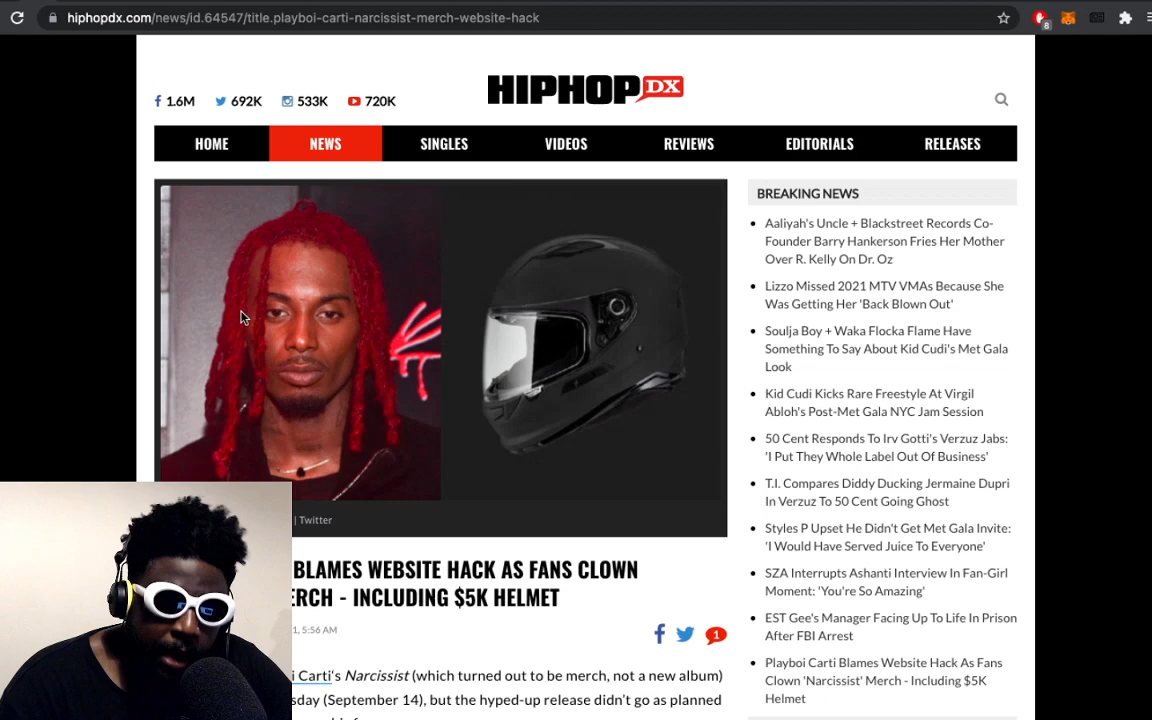 hiphopdx.com/news/id.64547/title.playboi-carti-narcissist-merch-website-hack
8
1.6M 692K 533K 720K
HIPHOPDX
HOME NEWS SINGLES VIDEOS REVIEWS EDITORIALS RELEASES
BREAKING NEWS
Aaliyah's Uncle + Blackstreet Records Co-
Founder Barry Hankerson Fries Her Mother
Over R. Kelly On Dr. Oz
Lizzo Missed 2021 MTV VMAs Because She
Was Getting Her 'Back Blown Out'
Soulja Boy + Waka Flocka Flame Have
Something To Say About Kid Cudi's Met Gala
Look
Kid Cudi Kicks Rare Freestyle At Virgil
Abloh's Post-Met Gala NYC Jam Session
50 Cent Responds To Irv Gotti's Verzuz Jabs:
'I Put They Whole Label Out Of Business'
T.I. Compares Diddy Ducking Jermaine Dupri
In Verzuz To 50 Cent Going Ghost
Styles P Upset He Didn't Get Met Gala Invite:
'I Would Have Served Juice To Everyone'
SZA Interrupts Ashanti Interview In Fan-Girl
Moment: 'You're So Amazing'
EST Gee's Manager Facing Up To Life In Prison
After FBI Arrest
Playboi Carti Blames Website Hack As Fans
Clown 'Narcissist' Merch - Including $5K
Helmet
| Twitter
BLAMES WEBSITE HACK AS FANS CLOWN
ERCH - INCLUDING $5K HELMET
1, 5:56 AM
1
i Carti's Narcissist (which turned out to be merch, not a new album)
sday (September 14), but the hyped-up release didn't go as planned